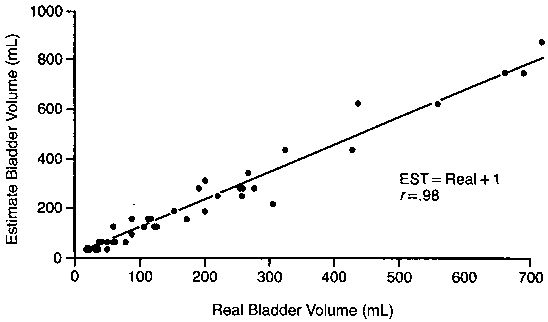 1000
800
600
400
200
0
Estimate Bladder Volume (mL)
EST = Real + 1
r = .98
0 100 200 300 400 500 600 700
Real Bladder Volume (mL)